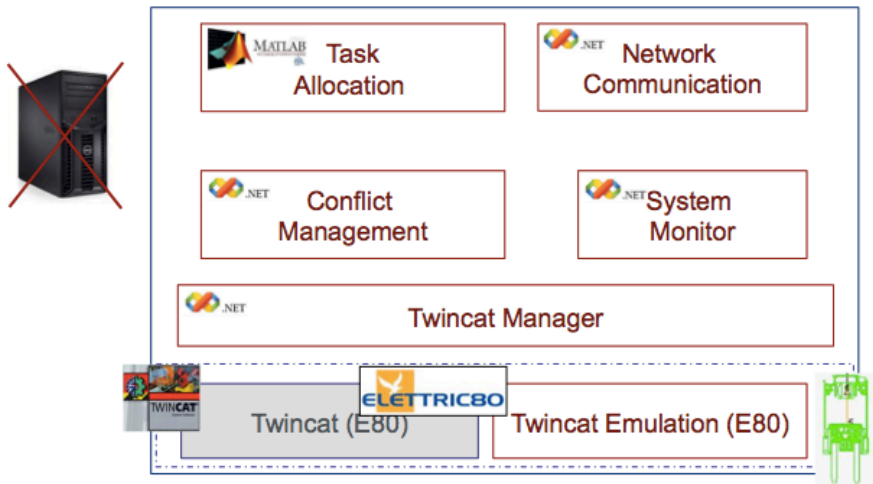 MATLAB
Task
Allocation
.NET
Network
Communication
.NET
Conflict
Management
.NET
System
Monitor
.NET
Twincat Manager
TWINCAT
ELETTRIC80
Twincat (E80)
Twincat Emulation (E80)